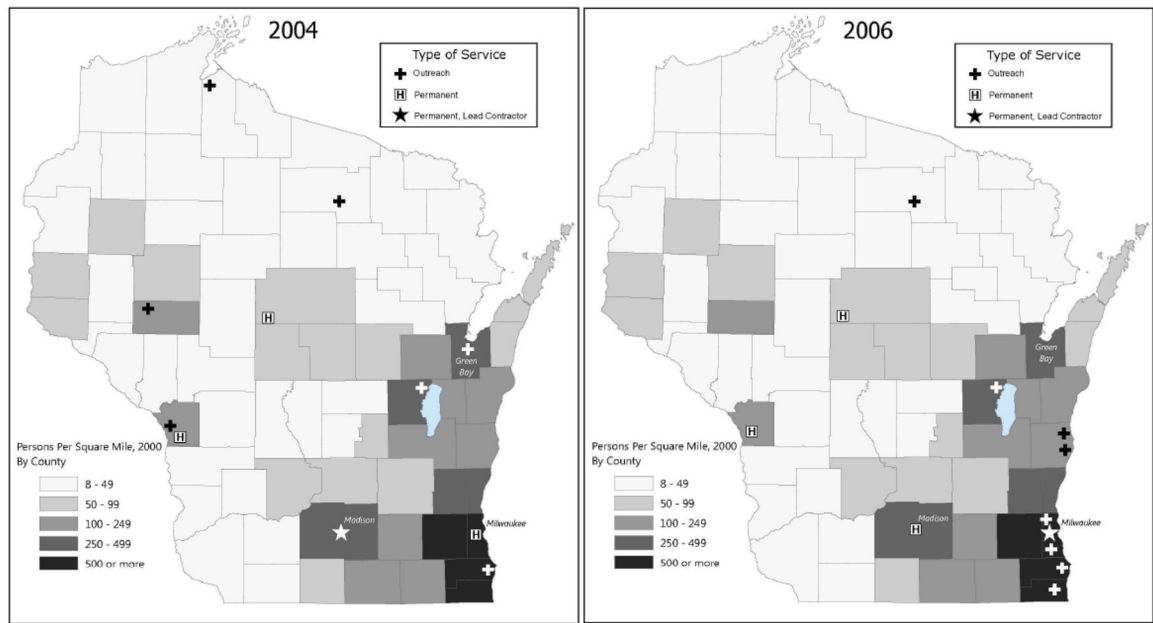 2004
Type of Service
Outreach
H Permanent
Permanent, Lead Contractor
H
Green
Bay
H
Persons Per Square Mile, 2000
By County
8 - 49
50 - 99
100 - 249
250 - 499
500 or more
Madison
Milwaukee
H
2006
Type of Service
Outreach
H Permanent
Permanent, Lead Contractor
H
Green
Bay
H
Persons Per Square Mile, 2000
By County
8 - 49
50 - 99
100 - 249
250 - 499
500 or more
Madison
H
Milwaukee